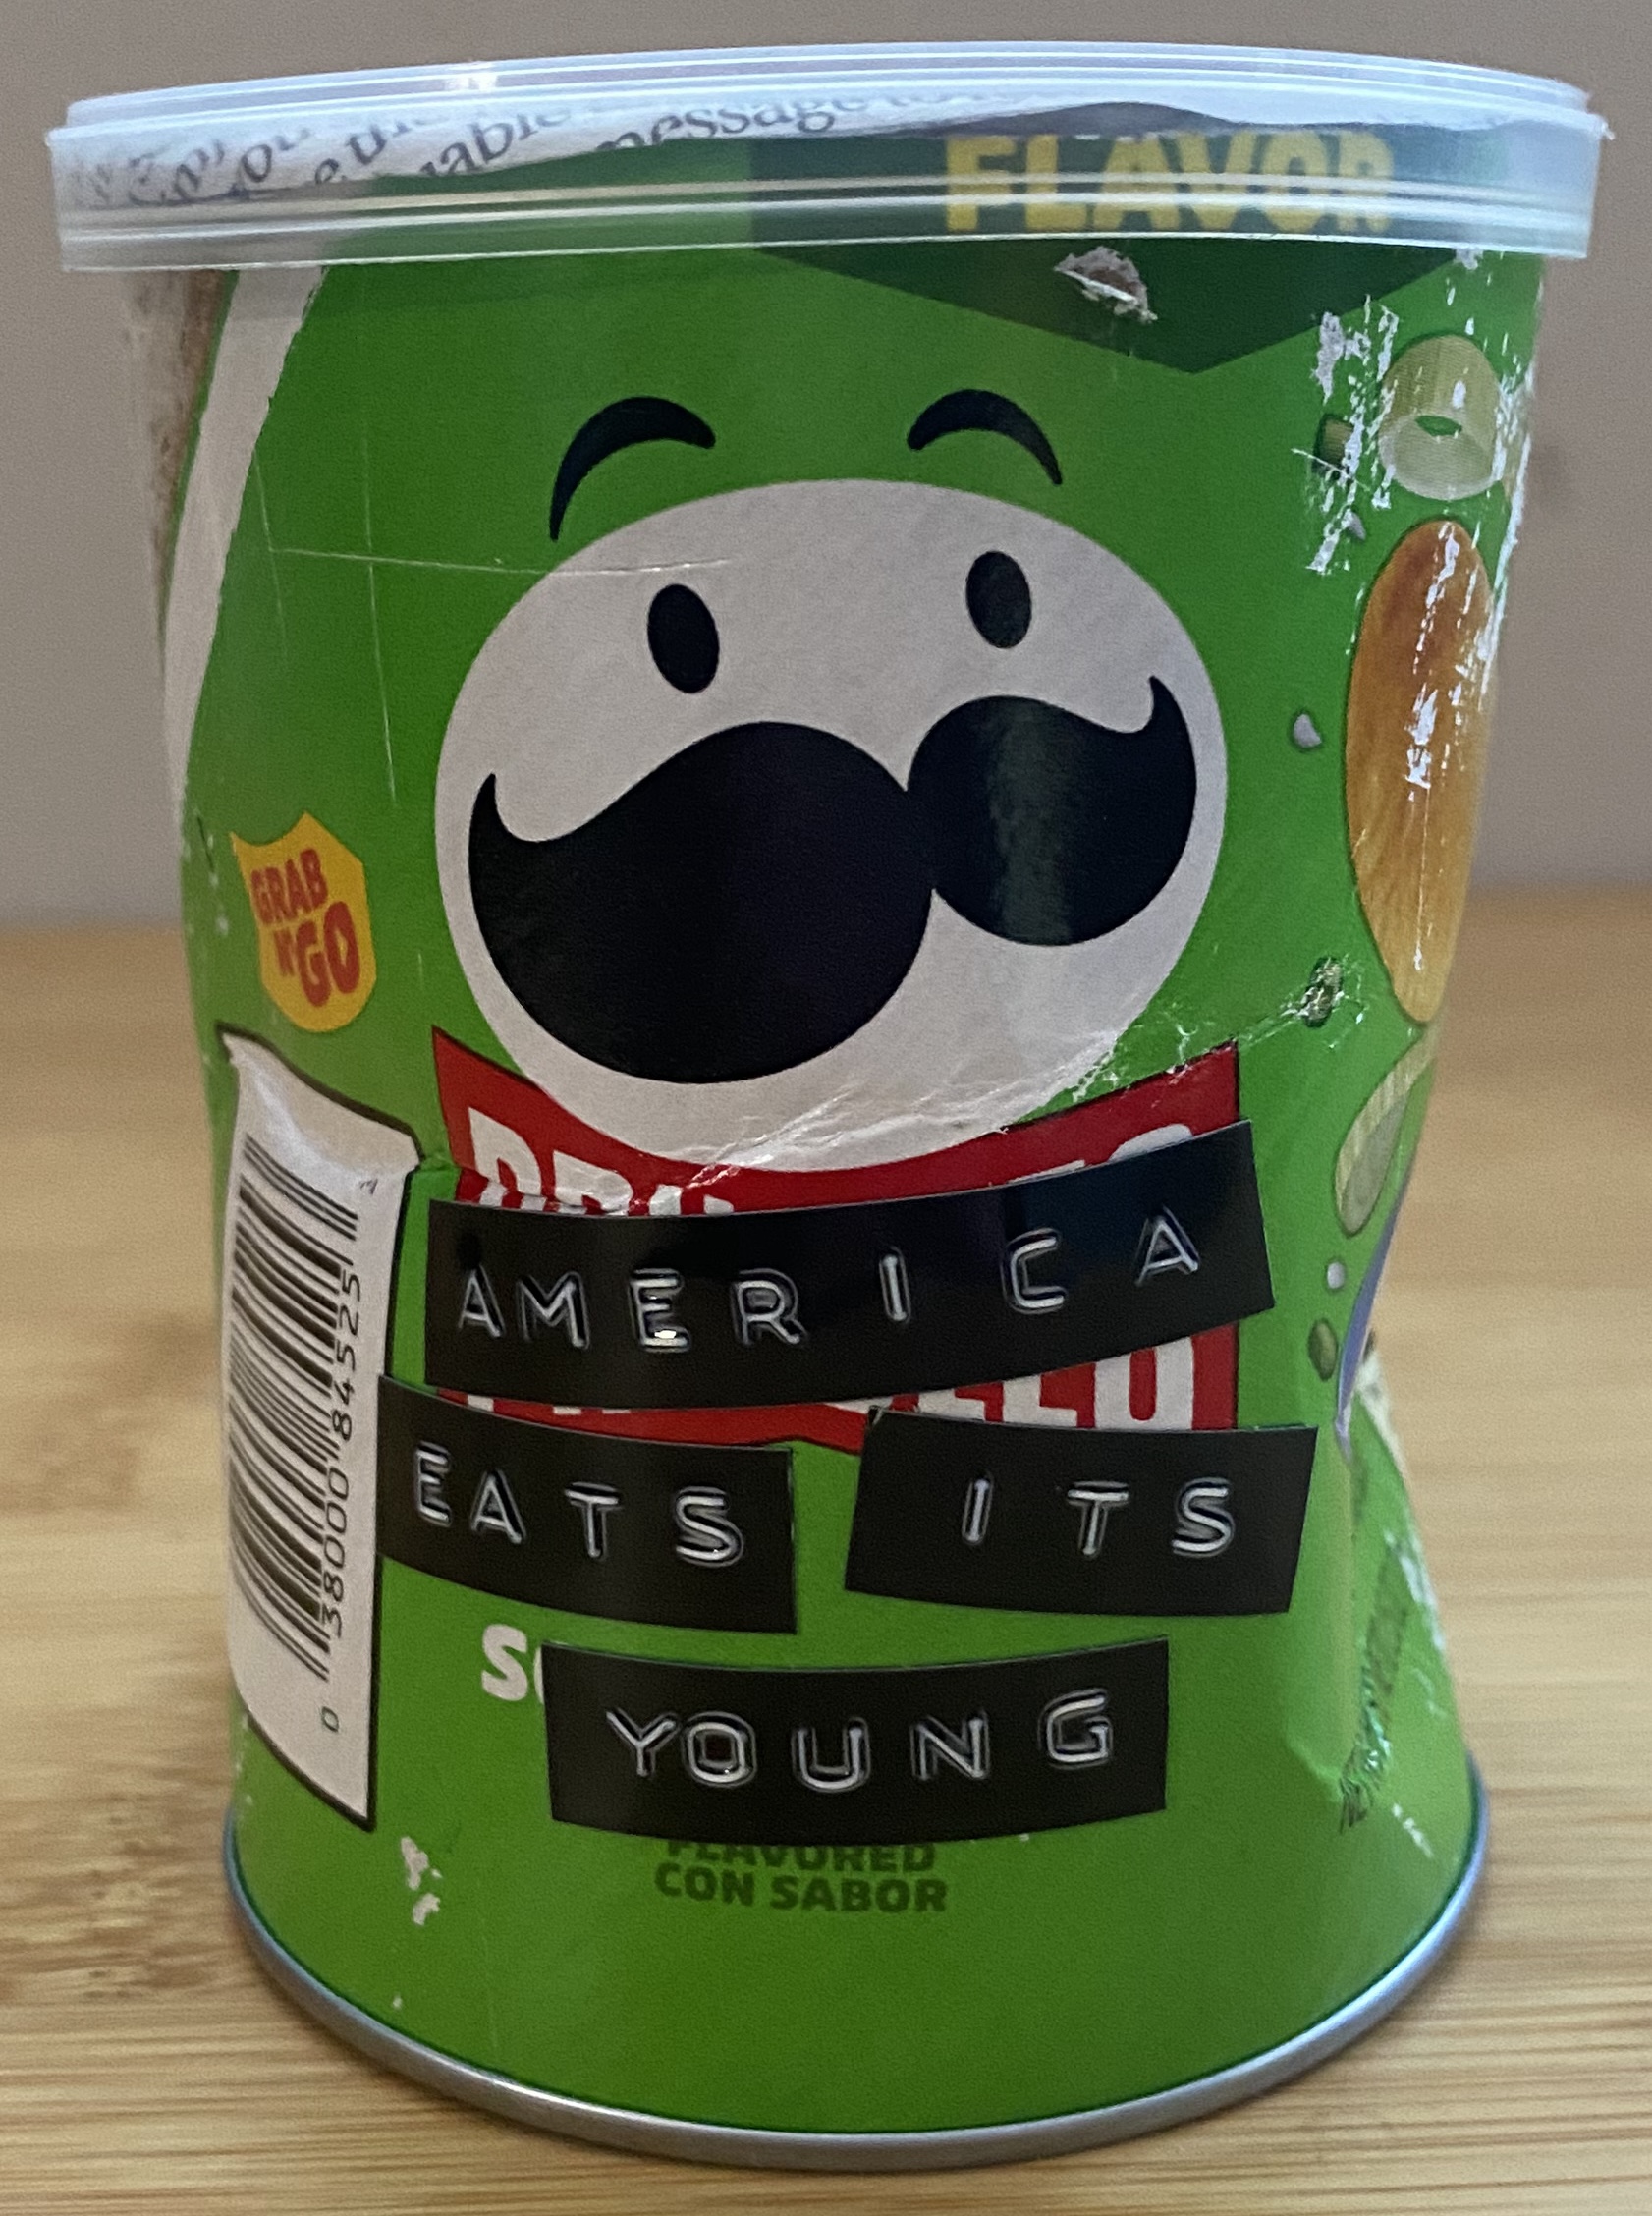 FLAVOR
GRAB
N' GO
AMERICA
EATS ITS
YOUNG
FLAVORED
CON SABOR
0 38000 84525